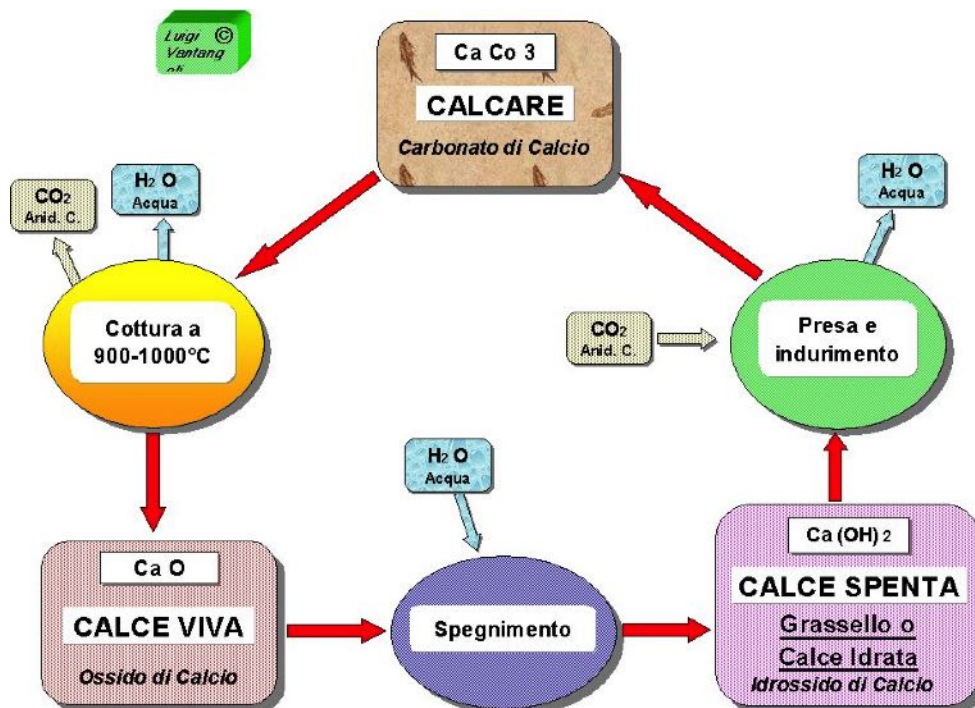 Luigi ©
Vantang
oli
Ca Co 3
CALCARE
Carbonato di Calcio
CO2
Anid. C.
H2 O
Acqua
H2 O
Acqua
Cottura a
900-1000°C
CO2
Anid. C.
Presa e
indurimento
H2 O
Acqua
Ca O
CALCE VIVA
Ossido di Calcio
Spegnimento
Ca (OH) 2
CALCE SPENTA
Grassello o
Calce Idrata
Idrossido di Calcio